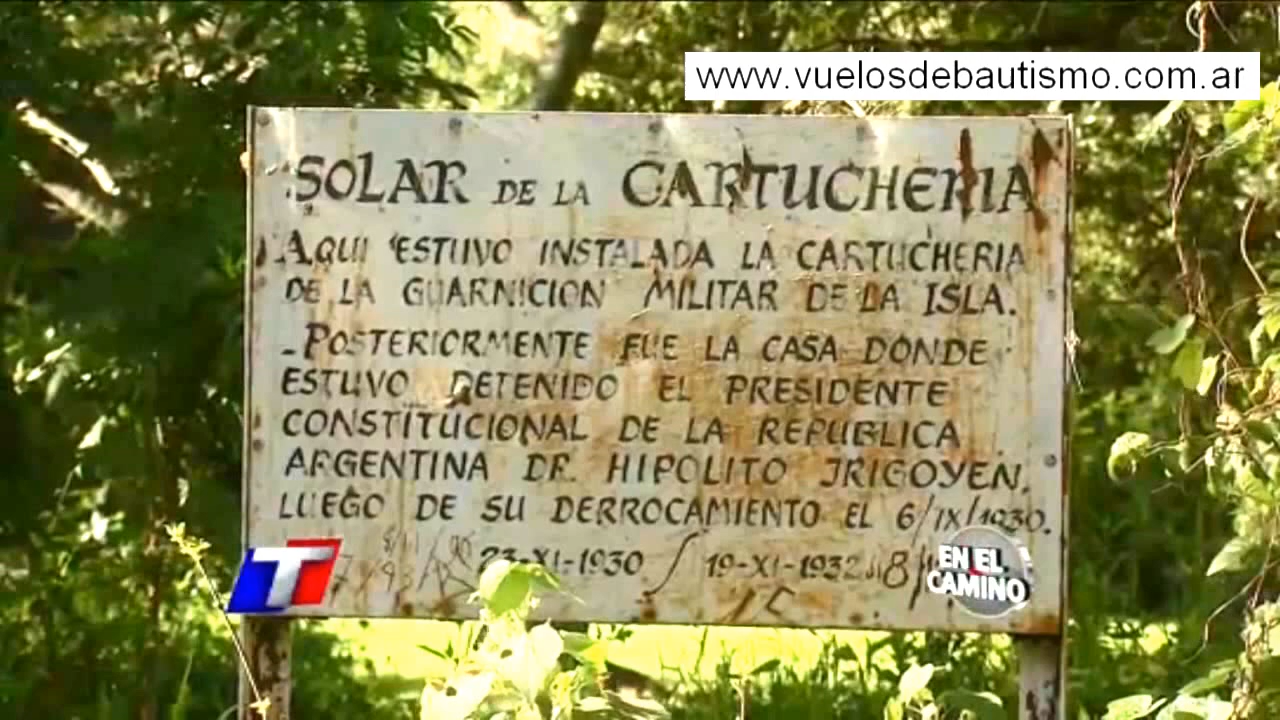 www.vuelosdebautismo.com.ar
SOLAR DE LA CARTUCHERIA
AQUI ESTUVO INSTALADA LA CARTUCHERIA
DE LA GUARNICION MILITAR DE LA ISLA.
-POSTERIORMENTE FUE LA CASA DONDE
ESTUVO DETENIDO EL PRESIDENTE
CONSTITUCIONAL DE LA REPUBLICA
ARGENTINA DR. HIPOLITO IRIGOYEN,
LUEGO DE SU DERROCAMIENTO EL 6/IX/1930.
23-XI-1930 / 19-XI-1932
T
EN EL
CAMINO